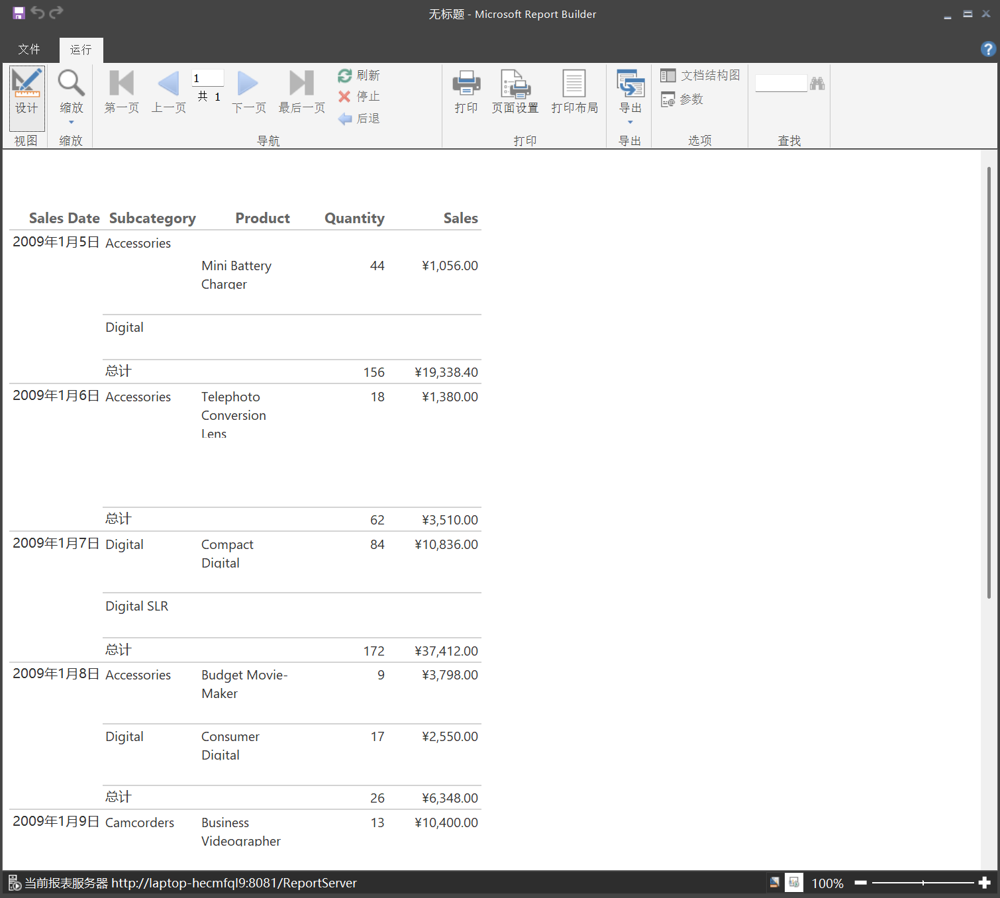 无标题 - Microsoft Report Builder
文件 运行
设计 缩放 第一页 上一页 1 共 1 下一页 最后一页 刷新 停止 后退 打印 页面设置 打印布局 导出 文档结构图 参数
视图 缩放 导航 打印 导出 选项 查找
Sales Date Subcategory Product Quantity Sales
2009年1月5日 Accessories
Mini Battery 44 ¥1,056.00
Charger
Digital
总计 156 ¥19,338.40
2009年1月6日 Accessories Telephoto 18 ¥1,380.00
Conversion
Lens
总计 62 ¥3,510.00
2009年1月7日 Digital Compact 84 ¥10,836.00
Digital
Digital SLR
总计 172 ¥37,412.00
2009年1月8日 Accessories Budget Movie- 9 ¥3,798.00
Maker
Digital Consumer 17 ¥2,550.00
Digital
总计 26 ¥6,348.00
2009年1月9日 Camcorders Business 13 ¥10,400.00
Videographer
当前报表服务器 http://laptop-hecmfql9:8081/ReportServer 100%